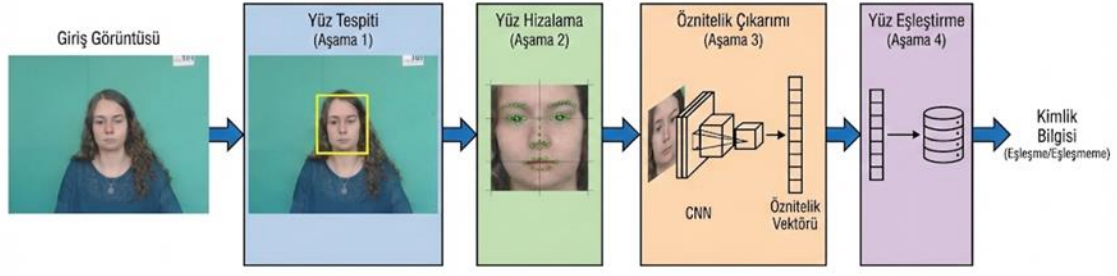 Giriş Görüntüsü
Yüz Tespiti
(Aşama 1)
Yüz Hizalama
(Aşama 2)
Öznitelik Çıkarımı
(Aşama 3)
CNN
Öznitelik
Vektörü
Yüz Eşleştirme
(Aşama 4)
Kimlik
Bilgisi
(Eşleşme/Eşleşmeme)